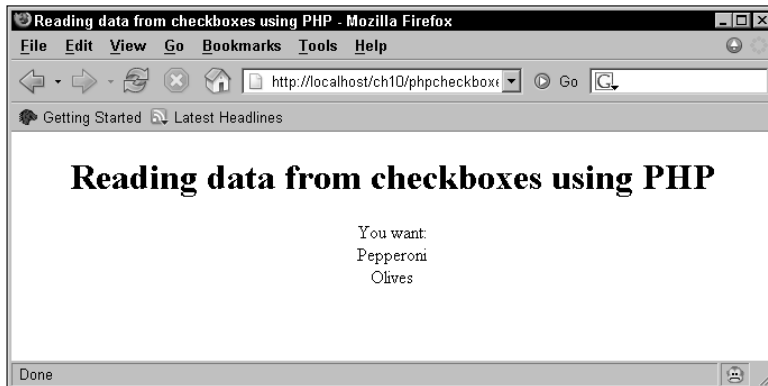 Reading data from checkboxes using PHP - Mozilla Firefox
File Edit View Go Bookmarks Tools Help
http://localhost/ch10/phpcheckboxe Go G
Getting Started Latest Headlines
Reading data from checkboxes using PHP
You want:
Pepperoni
Olives
Done